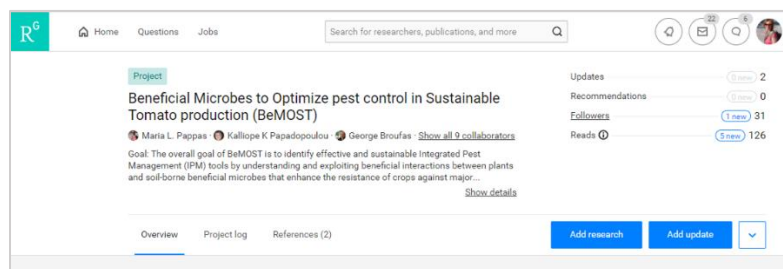 RG
Home Questions Jobs Search for researchers, publications, and more 22 6
Project
Beneficial Microbes to Optimize pest control in Sustainable
Tomato production (BeMOST)
Maria L. Pappas · Kalliope K Papadopoulou · George Broufas · Show all 9 collaborators
Goal: The overall goal of BeMOST is to identify effective and sustainable Integrated Pest
Management (IPM) tools by understanding and exploiting beneficial interactions between plants
and soil-borne beneficial microbes that enhance the resistance of crops against major...
Show details
Updates 0 new 2
Recommendations 0 new 0
Followers 1 new 31
Reads 5 new 126
Overview Project log References (2) Add research Add update